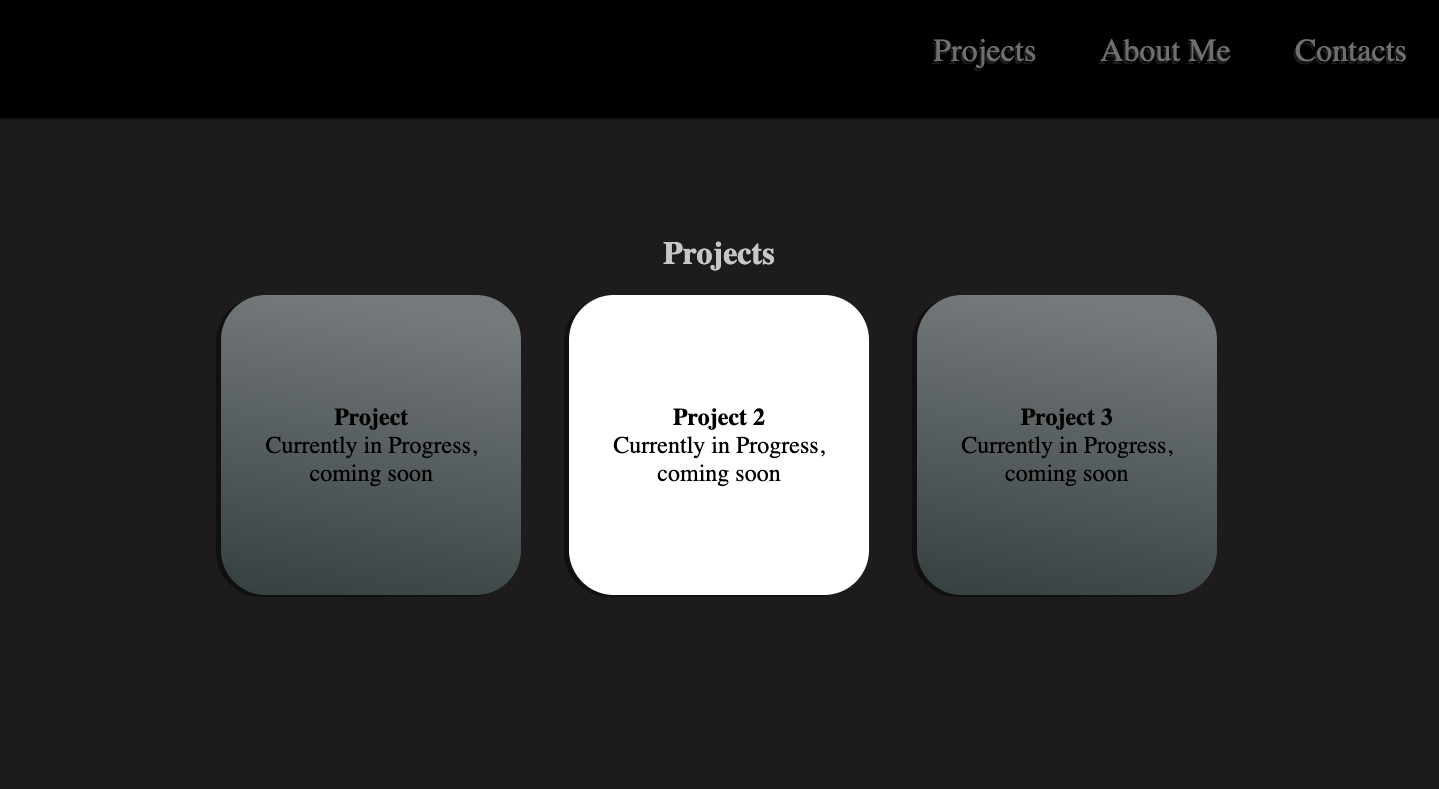 Projects About Me Contacts
Projects
Project
Currently in Progress,
coming soon
Project 2
Currently in Progress,
coming soon
Project 3
Currently in Progress,
coming soon